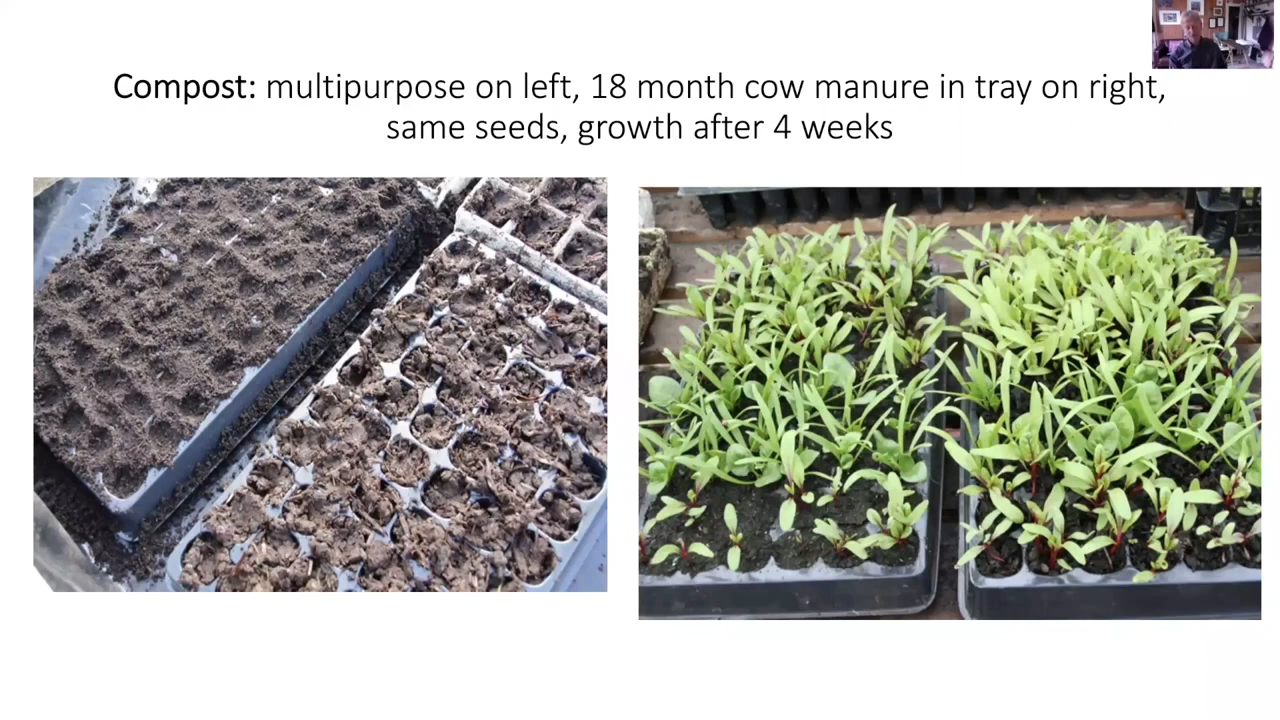 Compost: multipurpose on left, 18 month cow manure in tray on right,
same seeds, growth after 4 weeks